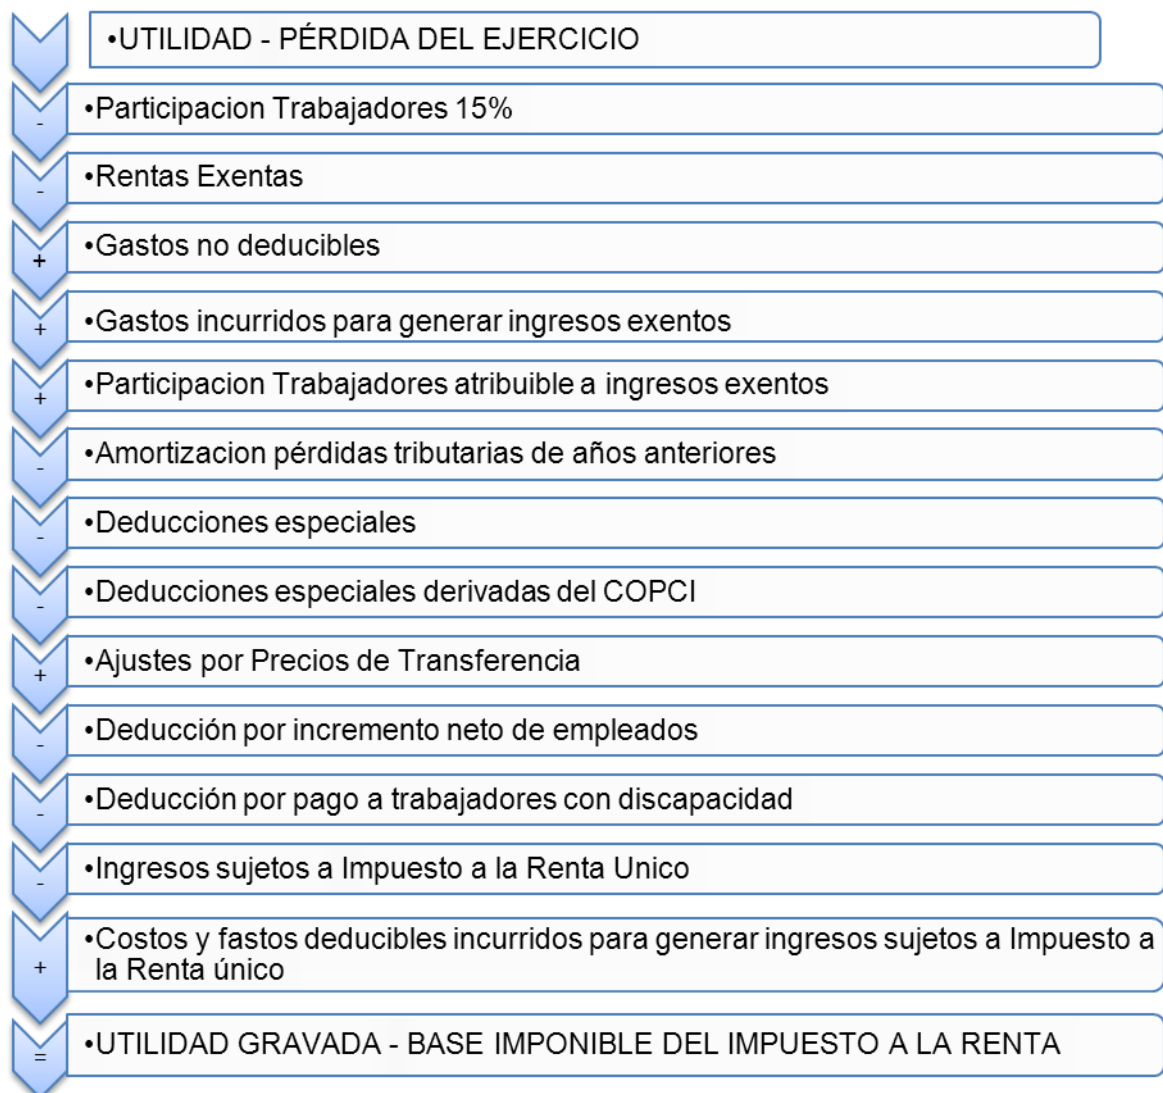 •UTILIDAD - PÉRDIDA DEL EJERCICIO
- •Participacion Trabajadores 15%
- •Rentas Exentas
+ •Gastos no deducibles
+ •Gastos incurridos para generar ingresos exentos
+ •Participacion Trabajadores atribuible a ingresos exentos
- •Amortizacion pérdidas tributarias de años anteriores
- •Deducciones especiales
- •Deducciones especiales derivadas del COPCI
+ •Ajustes por Precios de Transferencia
- •Deducción por incremento neto de empleados
- •Deducción por pago a trabajadores con discapacidad
- •Ingresos sujetos a Impuesto a la Renta Unico
+ •Costos y fastos deducibles incurridos para generar ingresos sujetos a Impuesto a
la Renta único
= •UTILIDAD GRAVADA - BASE IMPONIBLE DEL IMPUESTO A LA RENTA